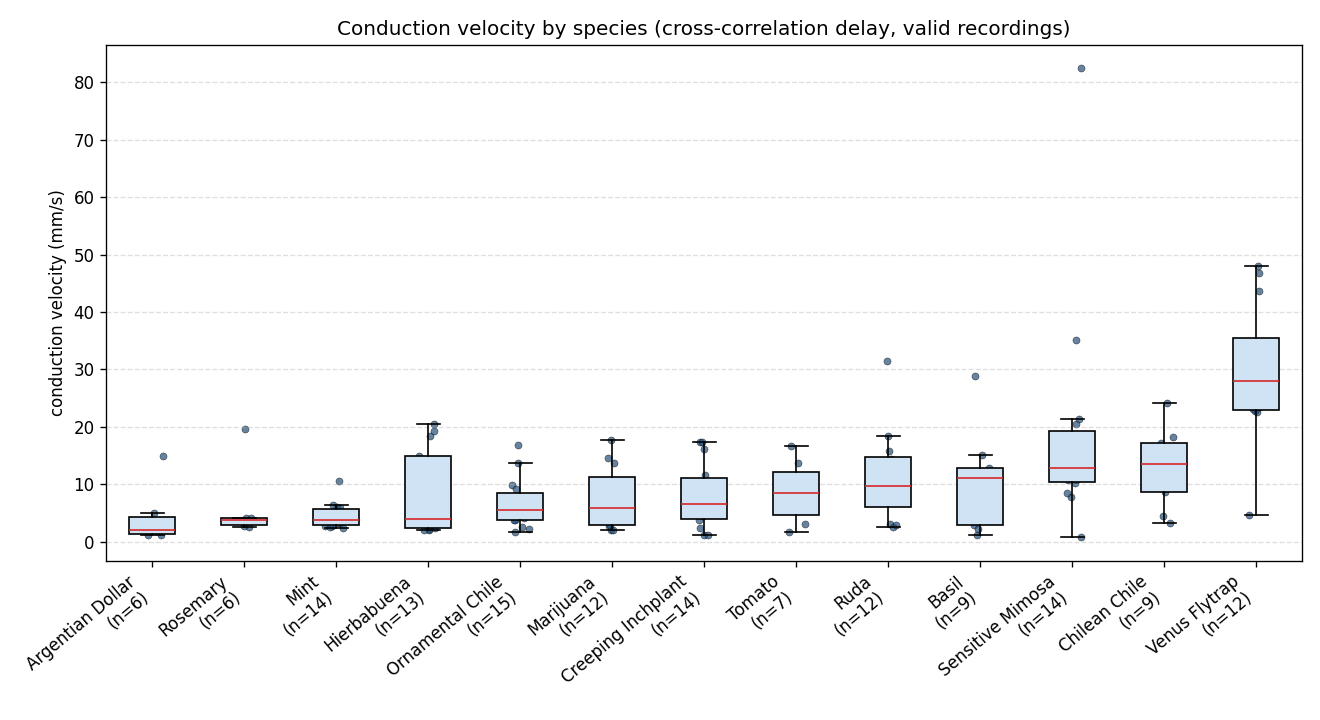 Conduction velocity by species (cross-correlation delay, valid recordings)
conduction velocity (mm/s)
80
70
60
50
40
30
20
10
0
Argentian Dollar
(n=6)
Rosemary
(n=6)
Mint
(n=14)
Hierbabuena
(n=13)
Ornamental Chile
(n=15)
Marijuana
(n=12)
Creeping Inchplant
(n=14)
Tomato
(n=7)
Ruda
(n=12)
Basil
(n=9)
Sensitive Mimosa
(n=14)
Chilean Chile
(n=9)
Venus Flytrap
(n=12)